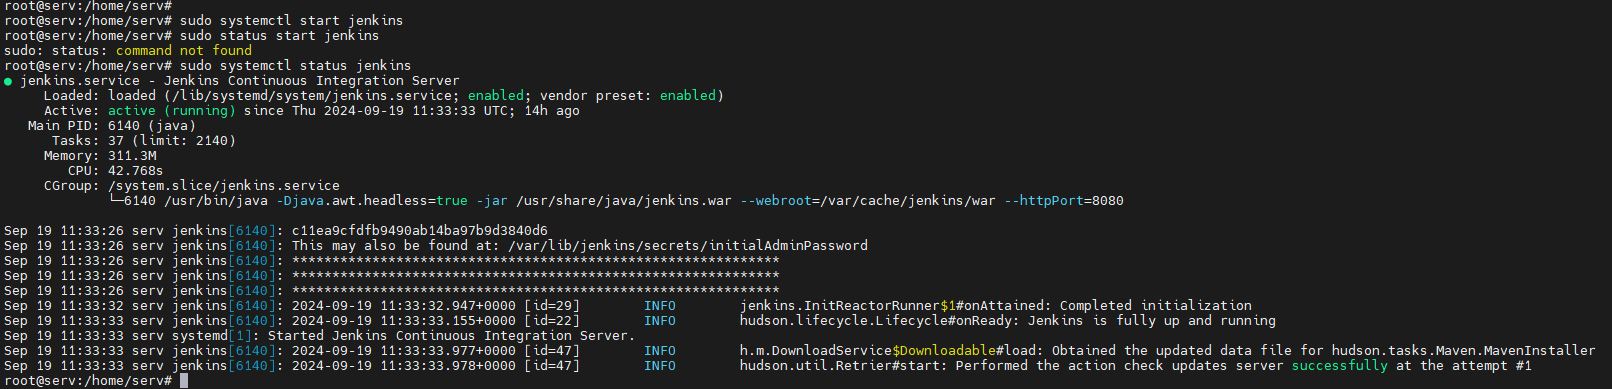 root@serv:/home/serv#
root@serv:/home/serv# sudo systemctl start jenkins
root@serv:/home/serv# sudo status start jenkins
sudo: status: command not found
root@serv:/home/serv# sudo systemctl status jenkins
● jenkins.service - Jenkins Continuous Integration Server
     Loaded: loaded (/lib/systemd/system/jenkins.service; enabled; vendor preset: enabled)
     Active: active (running) since Thu 2024-09-19 11:33:33 UTC; 14h ago
   Main PID: 6140 (java)
      Tasks: 37 (limit: 2140)
     Memory: 311.3M
        CPU: 42.768s
     CGroup: /system.slice/jenkins.service
             └─6140 /usr/bin/java -Djava.awt.headless=true -jar /usr/share/java/jenkins.war --webroot=/var/cache/jenkins/war --httpPort=8080

Sep 19 11:33:26 serv jenkins[6140]: c11ea9cfdfb9490ab14ba97b9d3840d6
Sep 19 11:33:26 serv jenkins[6140]: This may also be found at: /var/lib/jenkins/secrets/initialAdminPassword
Sep 19 11:33:26 serv jenkins[6140]: *************************************************************
Sep 19 11:33:26 serv jenkins[6140]: *************************************************************
Sep 19 11:33:26 serv jenkins[6140]: *************************************************************
Sep 19 11:33:32 serv jenkins[6140]: 2024-09-19 11:33:32.947+0000 [id=29]        INFO        jenkins.InitReactorRunner$1#onAttained: Completed initialization
Sep 19 11:33:33 serv jenkins[6140]: 2024-09-19 11:33:33.155+0000 [id=22]        INFO        hudson.lifecycle.Lifecycle#onReady: Jenkins is fully up and running
Sep 19 11:33:33 serv systemd[1]: Started Jenkins Continuous Integration Server.
Sep 19 11:33:33 serv jenkins[6140]: 2024-09-19 11:33:33.977+0000 [id=47]        INFO        h.m.DownloadService$Downloadable#load: Obtained the updated data file for hudson.tasks.Maven.MavenInstaller
Sep 19 11:33:33 serv jenkins[6140]: 2024-09-19 11:33:33.978+0000 [id=47]        INFO        hudson.util.Retrier#start: Performed the action check updates server successfully at the attempt #1
root@serv:/home/serv#